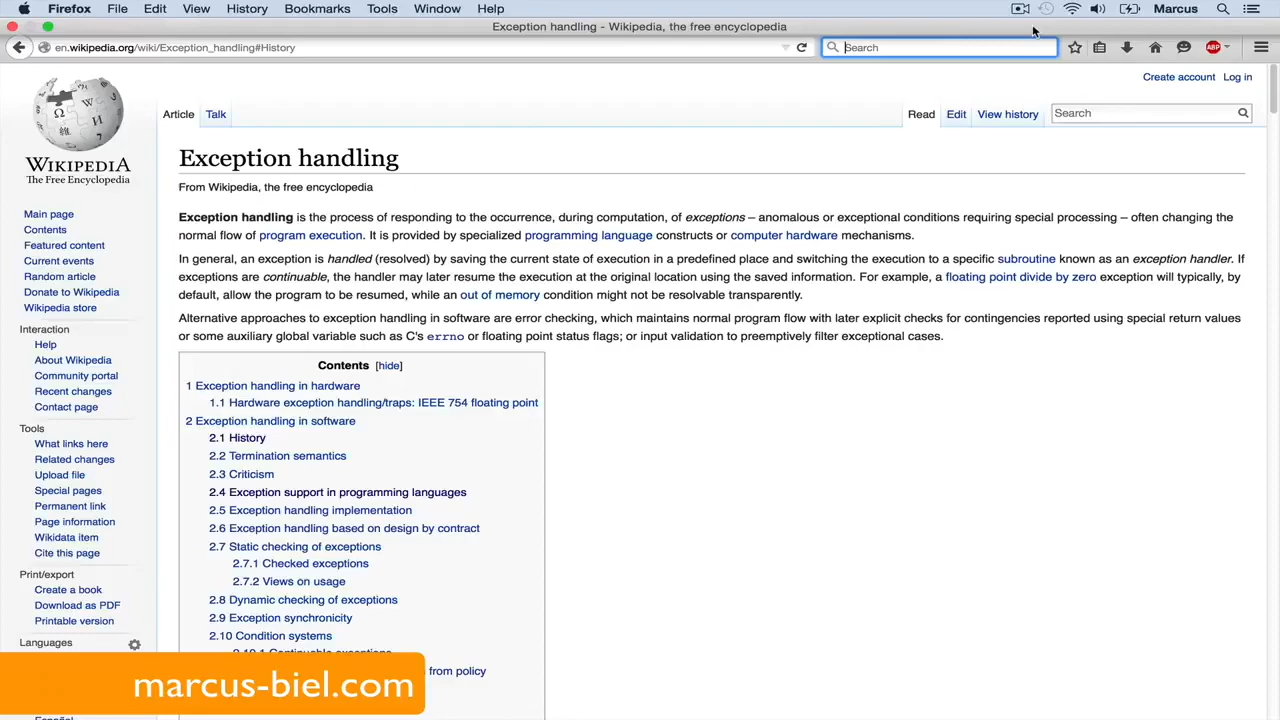 Firefox File Edit View History Bookmarks Tools Window Help Marcus
Exception handling - Wikipedia, the free encyclopedia
en.wikipedia.org/wiki/Exception_handling#History Search ABP
Create account Log in
Article Talk Read Edit View history Search
WIKIPEDIA
The Free Encyclopedia
Main page
Contents
Featured content
Current events
Random article
Donate to Wikipedia
Wikipedia store
Interaction
Help
About Wikipedia
Community portal
Recent changes
Contact page
Tools
What links here
Related changes
Upload file
Special pages
Permanent link
Page information
Wikidata item
Cite this page
Print/export
Create a book
Download as PDF
Printable version
Languages
Exception handling
From Wikipedia, the free encyclopedia
Exception handling is the process of responding to the occurrence, during computation, of exceptions – anomalous or exceptional conditions requiring special processing – often changing the
normal flow of program execution. It is provided by specialized programming language constructs or computer hardware mechanisms.
In general, an exception is handled (resolved) by saving the current state of execution in a predefined place and switching the execution to a specific subroutine known as an exception handler. If
exceptions are continuable, the handler may later resume the execution at the original location using the saved information. For example, a floating point divide by zero exception will typically, by
default, allow the program to be resumed, while an out of memory condition might not be resolvable transparently.
Alternative approaches to exception handling in software are error checking, which maintains normal program flow with later explicit checks for contingencies reported using special return values
or some auxiliary global variable such as C's errno or floating point status flags; or input validation to preemptively filter exceptional cases.
Contents [hide]
1 Exception handling in hardware
1.1 Hardware exception handling/traps: IEEE 754 floating point
2 Exception handling in software
2.1 History
2.2 Termination semantics
2.3 Criticism
2.4 Exception support in programming languages
2.5 Exception handling implementation
2.6 Exception handling based on design by contract
2.7 Static checking of exceptions
2.7.1 Checked exceptions
2.7.2 Views on usage
2.8 Dynamic checking of exceptions
2.9 Exception synchronicity
2.10 Condition systems
2.10.1 Continuable exceptions
from policy
marcus-biel.com
Español